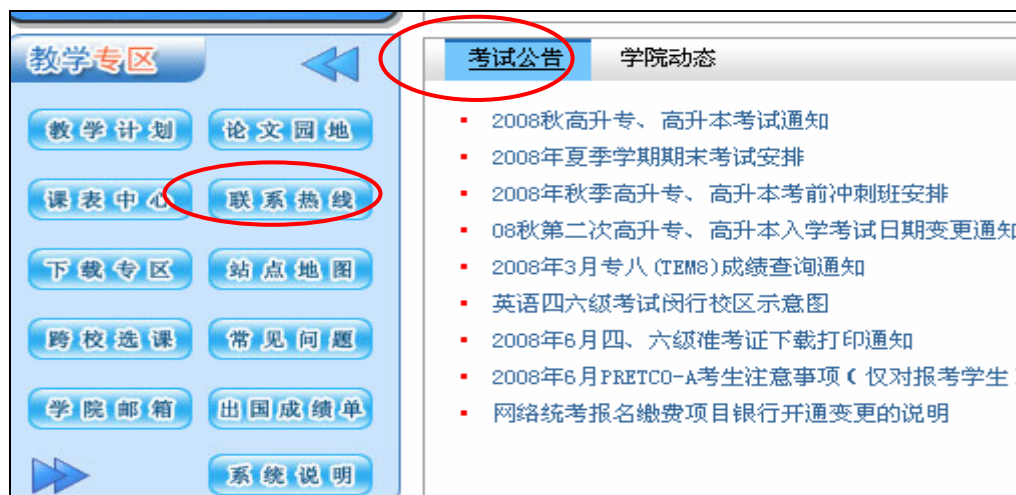 教学专区
教学计划
论文园地
课表中心
联系热线
下载专区
站点地图
跨校选课
常见问题
学院邮箱
出国成绩单
系统说明
考试公告
学院动态
2008秋高升专、高升本考试通知
2008年夏季学期期末考试安排
2008年秋季高升专、高升本考前冲刺班安排
08秋第二次高升专、高升本入学考试日期变更通知
2008年3月专八(TEM8)成绩查询通知
英语四六级考试闵行校区示意图
2008年6月四、六级准考证下载打印通知
2008年6月PRETCO-A考生注意事项(仅对报考学生
网络统考报名缴费项目银行开通变更的说明